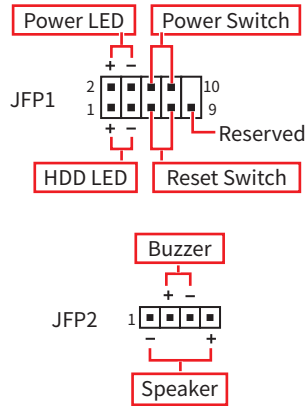 Power LED Power Switch
+ −
2 10
JFP1
1 9
+ −
Reserved
HDD LED Reset Switch
Buzzer
+ −
JFP2 1
− +
Speaker